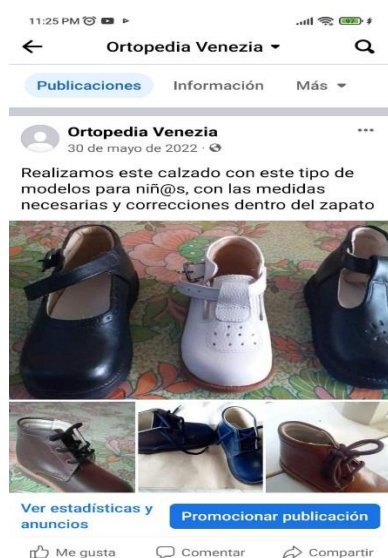 11:25 PM
97
Ortopedia Venezia
Publicaciones Información Más
Ortopedia Venezia
30 de mayo de 2022 ·
Realizamos este calzado con este tipo de
modelos para niñ@s, con las medidas
necesarias y correcciones dentro del zapato
Ver estadísticas y
anuncios
Promocionar publicación
Me gusta Comentar Compartir